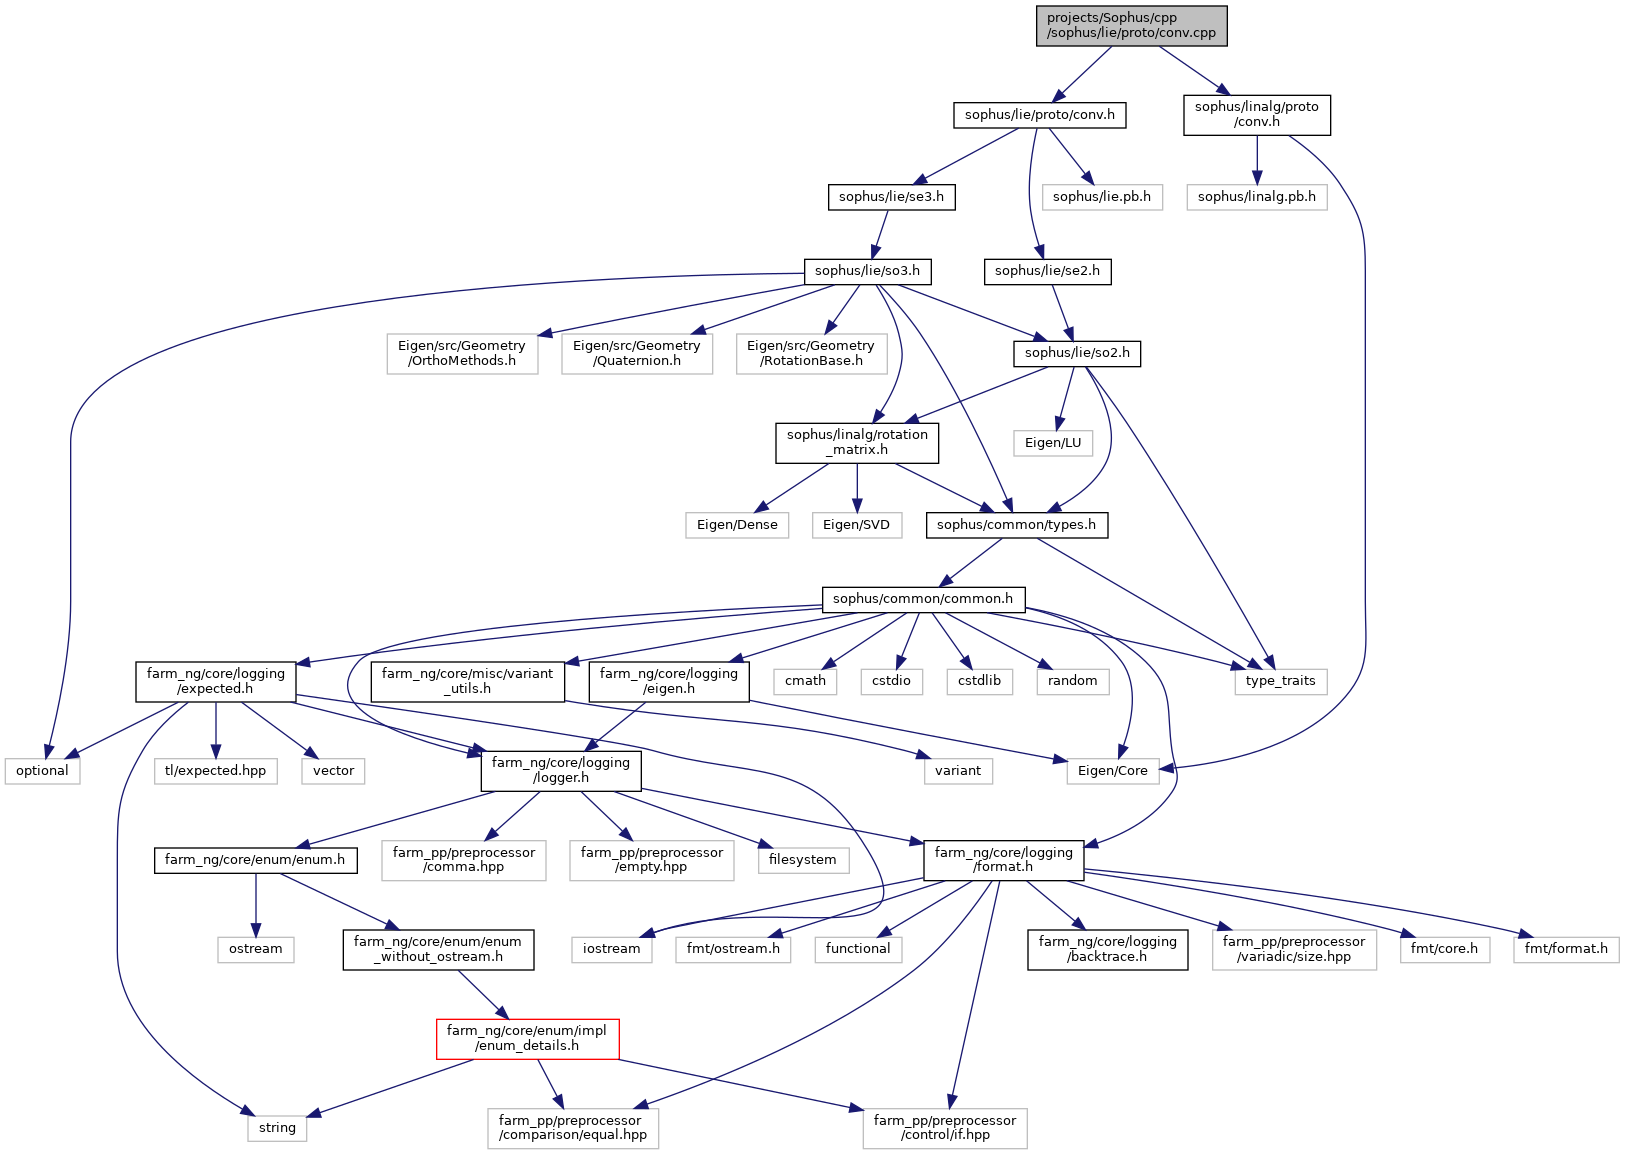 projects/Sophus/cpp
/sophus/lie/proto/conv.cpp
sophus/lie/proto/conv.h
sophus/linalg/proto
/conv.h
sophus/lie/se3.h
sophus/lie.pb.h
sophus/linalg.pb.h
sophus/lie/so3.h
sophus/lie/se2.h
Eigen/src/Geometry
/OrthoMethods.h
Eigen/src/Geometry
/Quaternion.h
Eigen/src/Geometry
/RotationBase.h
sophus/lie/so2.h
sophus/linalg/rotation
_matrix.h
Eigen/LU
Eigen/Dense
Eigen/SVD
sophus/common/types.h
sophus/common/common.h
farm_ng/core/logging
/expected.h
farm_ng/core/misc/variant
_utils.h
farm_ng/core/logging
/eigen.h
cmath
cstdio
cstdlib
random
type_traits
optional
tl/expected.hpp
vector
farm_ng/core/logging
/logger.h
variant
Eigen/Core
farm_ng/core/enum/enum.h
farm_pp/preprocessor
/comma.hpp
farm_pp/preprocessor
/empty.hpp
filesystem
farm_ng/core/logging
/format.h
ostream
farm_ng/core/enum/enum
_without_ostream.h
iostream
fmt/ostream.h
functional
farm_ng/core/logging
/backtrace.h
farm_pp/preprocessor
/variadic/size.hpp
fmt/core.h
fmt/format.h
farm_ng/core/enum/impl
/enum_details.h
string
farm_pp/preprocessor
/comparison/equal.hpp
farm_pp/preprocessor
/control/if.hpp